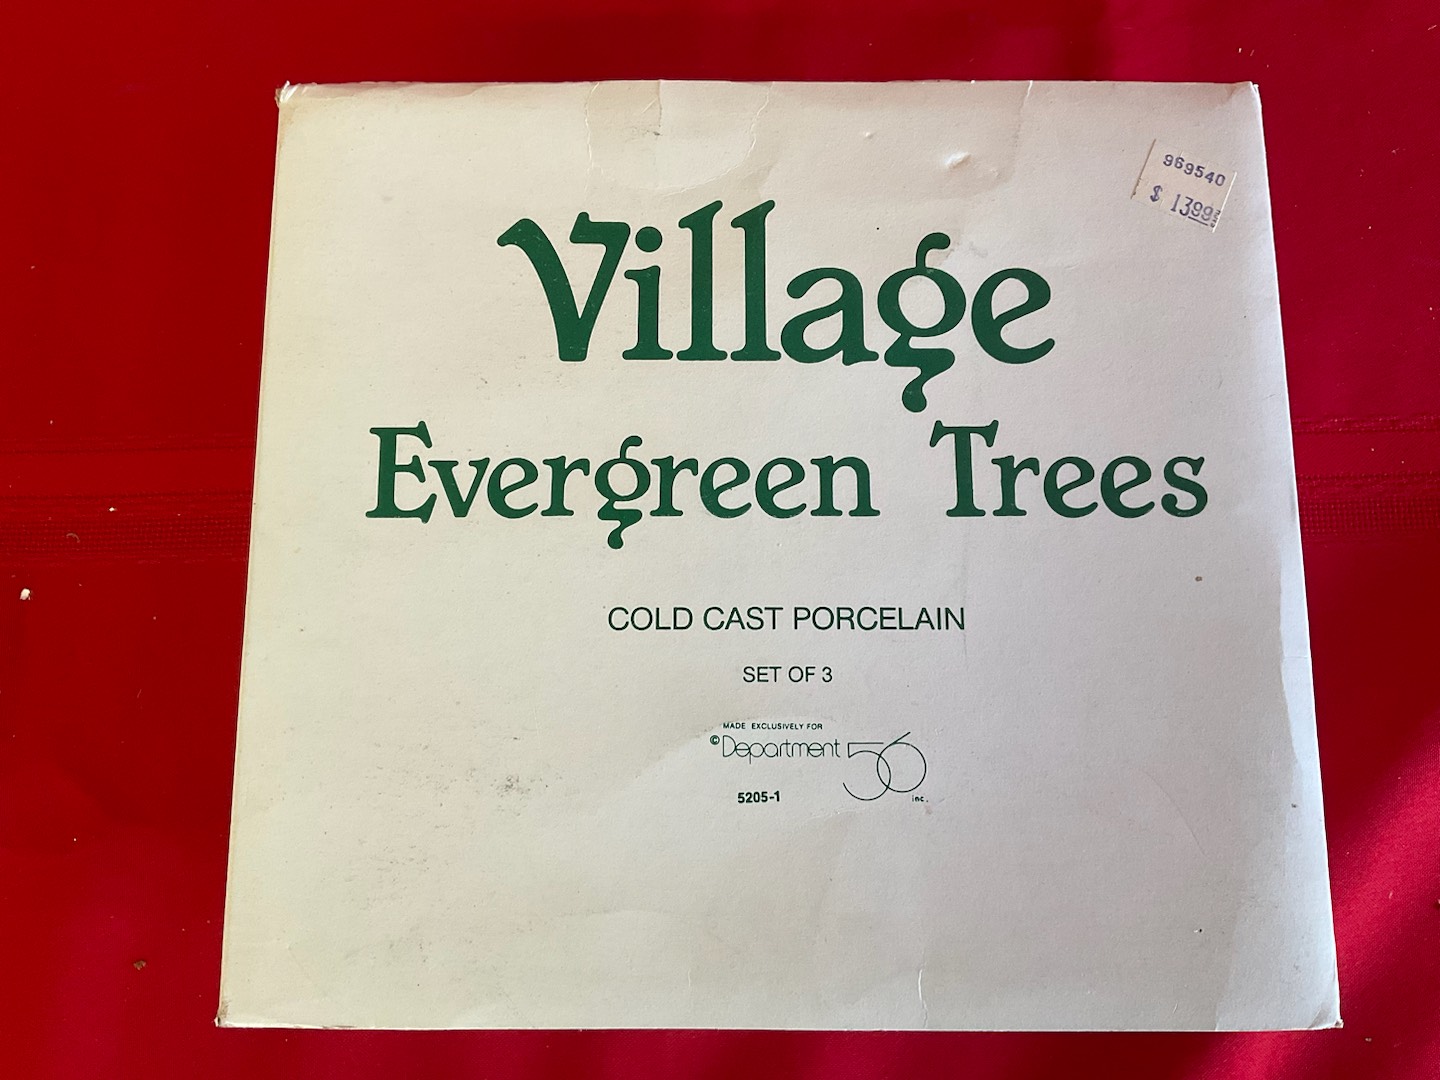 969540
$ 1399
Village
Evergreen Trees
COLD CAST PORCELAIN
SET OF 3
MADE EXCLUSIVELY FOR
©Department 56
inc.
5205-1